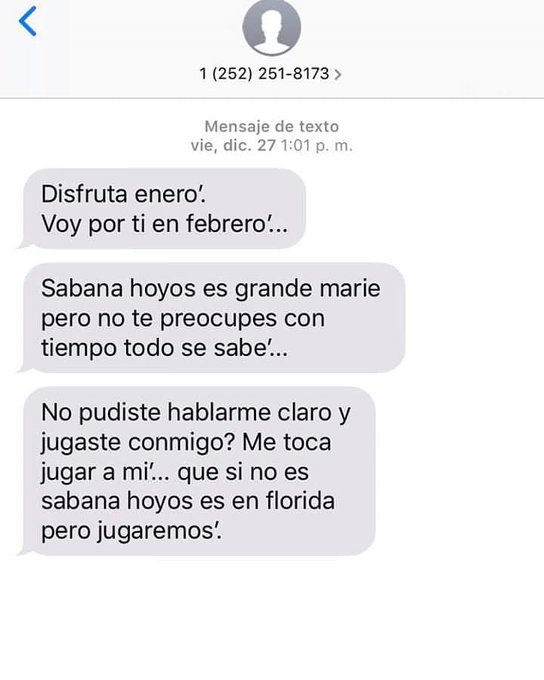 1 (252) 251-8173 >
Mensaje de texto
vie, dic. 27 1:01 p. m.
Disfruta enero’.
Voy por ti en febrero’...
Sabana hoyos es grande marie
pero no te preocupes con
tiempo todo se sabe’...
No pudiste hablarme claro y
jugaste conmigo? Me toca
jugar a mi’... que si no es
sabana hoyos es en florida
pero jugaremos’.